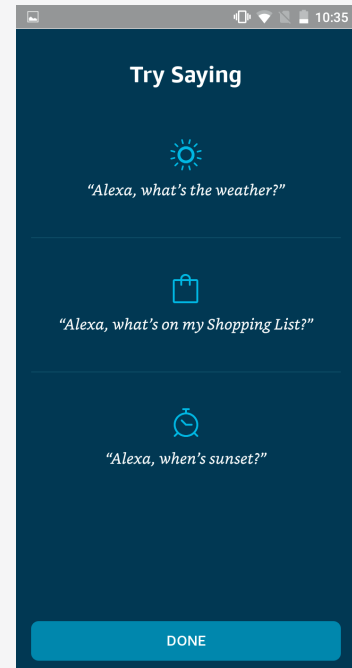 10:35
Try Saying
“Alexa, what’s the weather?”
“Alexa, what’s on my Shopping List?”
“Alexa, when’s sunset?”
DONE